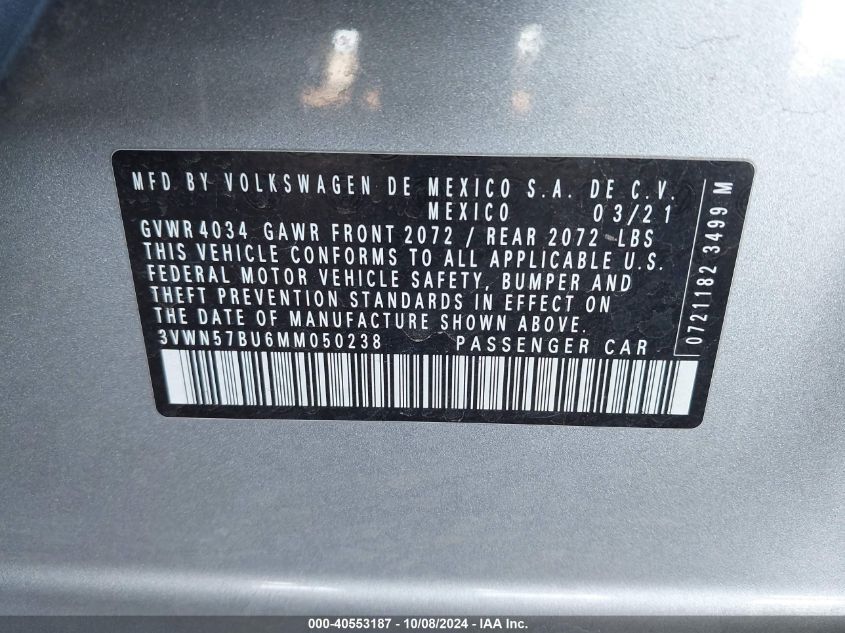 MFD BY VOLKSWAGEN DE MEXICO S.A. DE C.V.
MEXICO 03/21
GVWR 4034 GAWR FRONT 2072 / REAR 2072 LBS
THIS VEHICLE CONFORMS TO ALL APPLICABLE U.S.
FEDERAL MOTOR VEHICLE SAFETY, BUMPER AND
THEFT PREVENTION STANDARDS IN EFFECT ON
THE DATE OF MANUFACTURE SHOWN ABOVE.
3VWN57BU6MM050238 PASSENGER CAR
0721182 3499 M
000-40553187 - 10/08/2024 - IAA Inc.